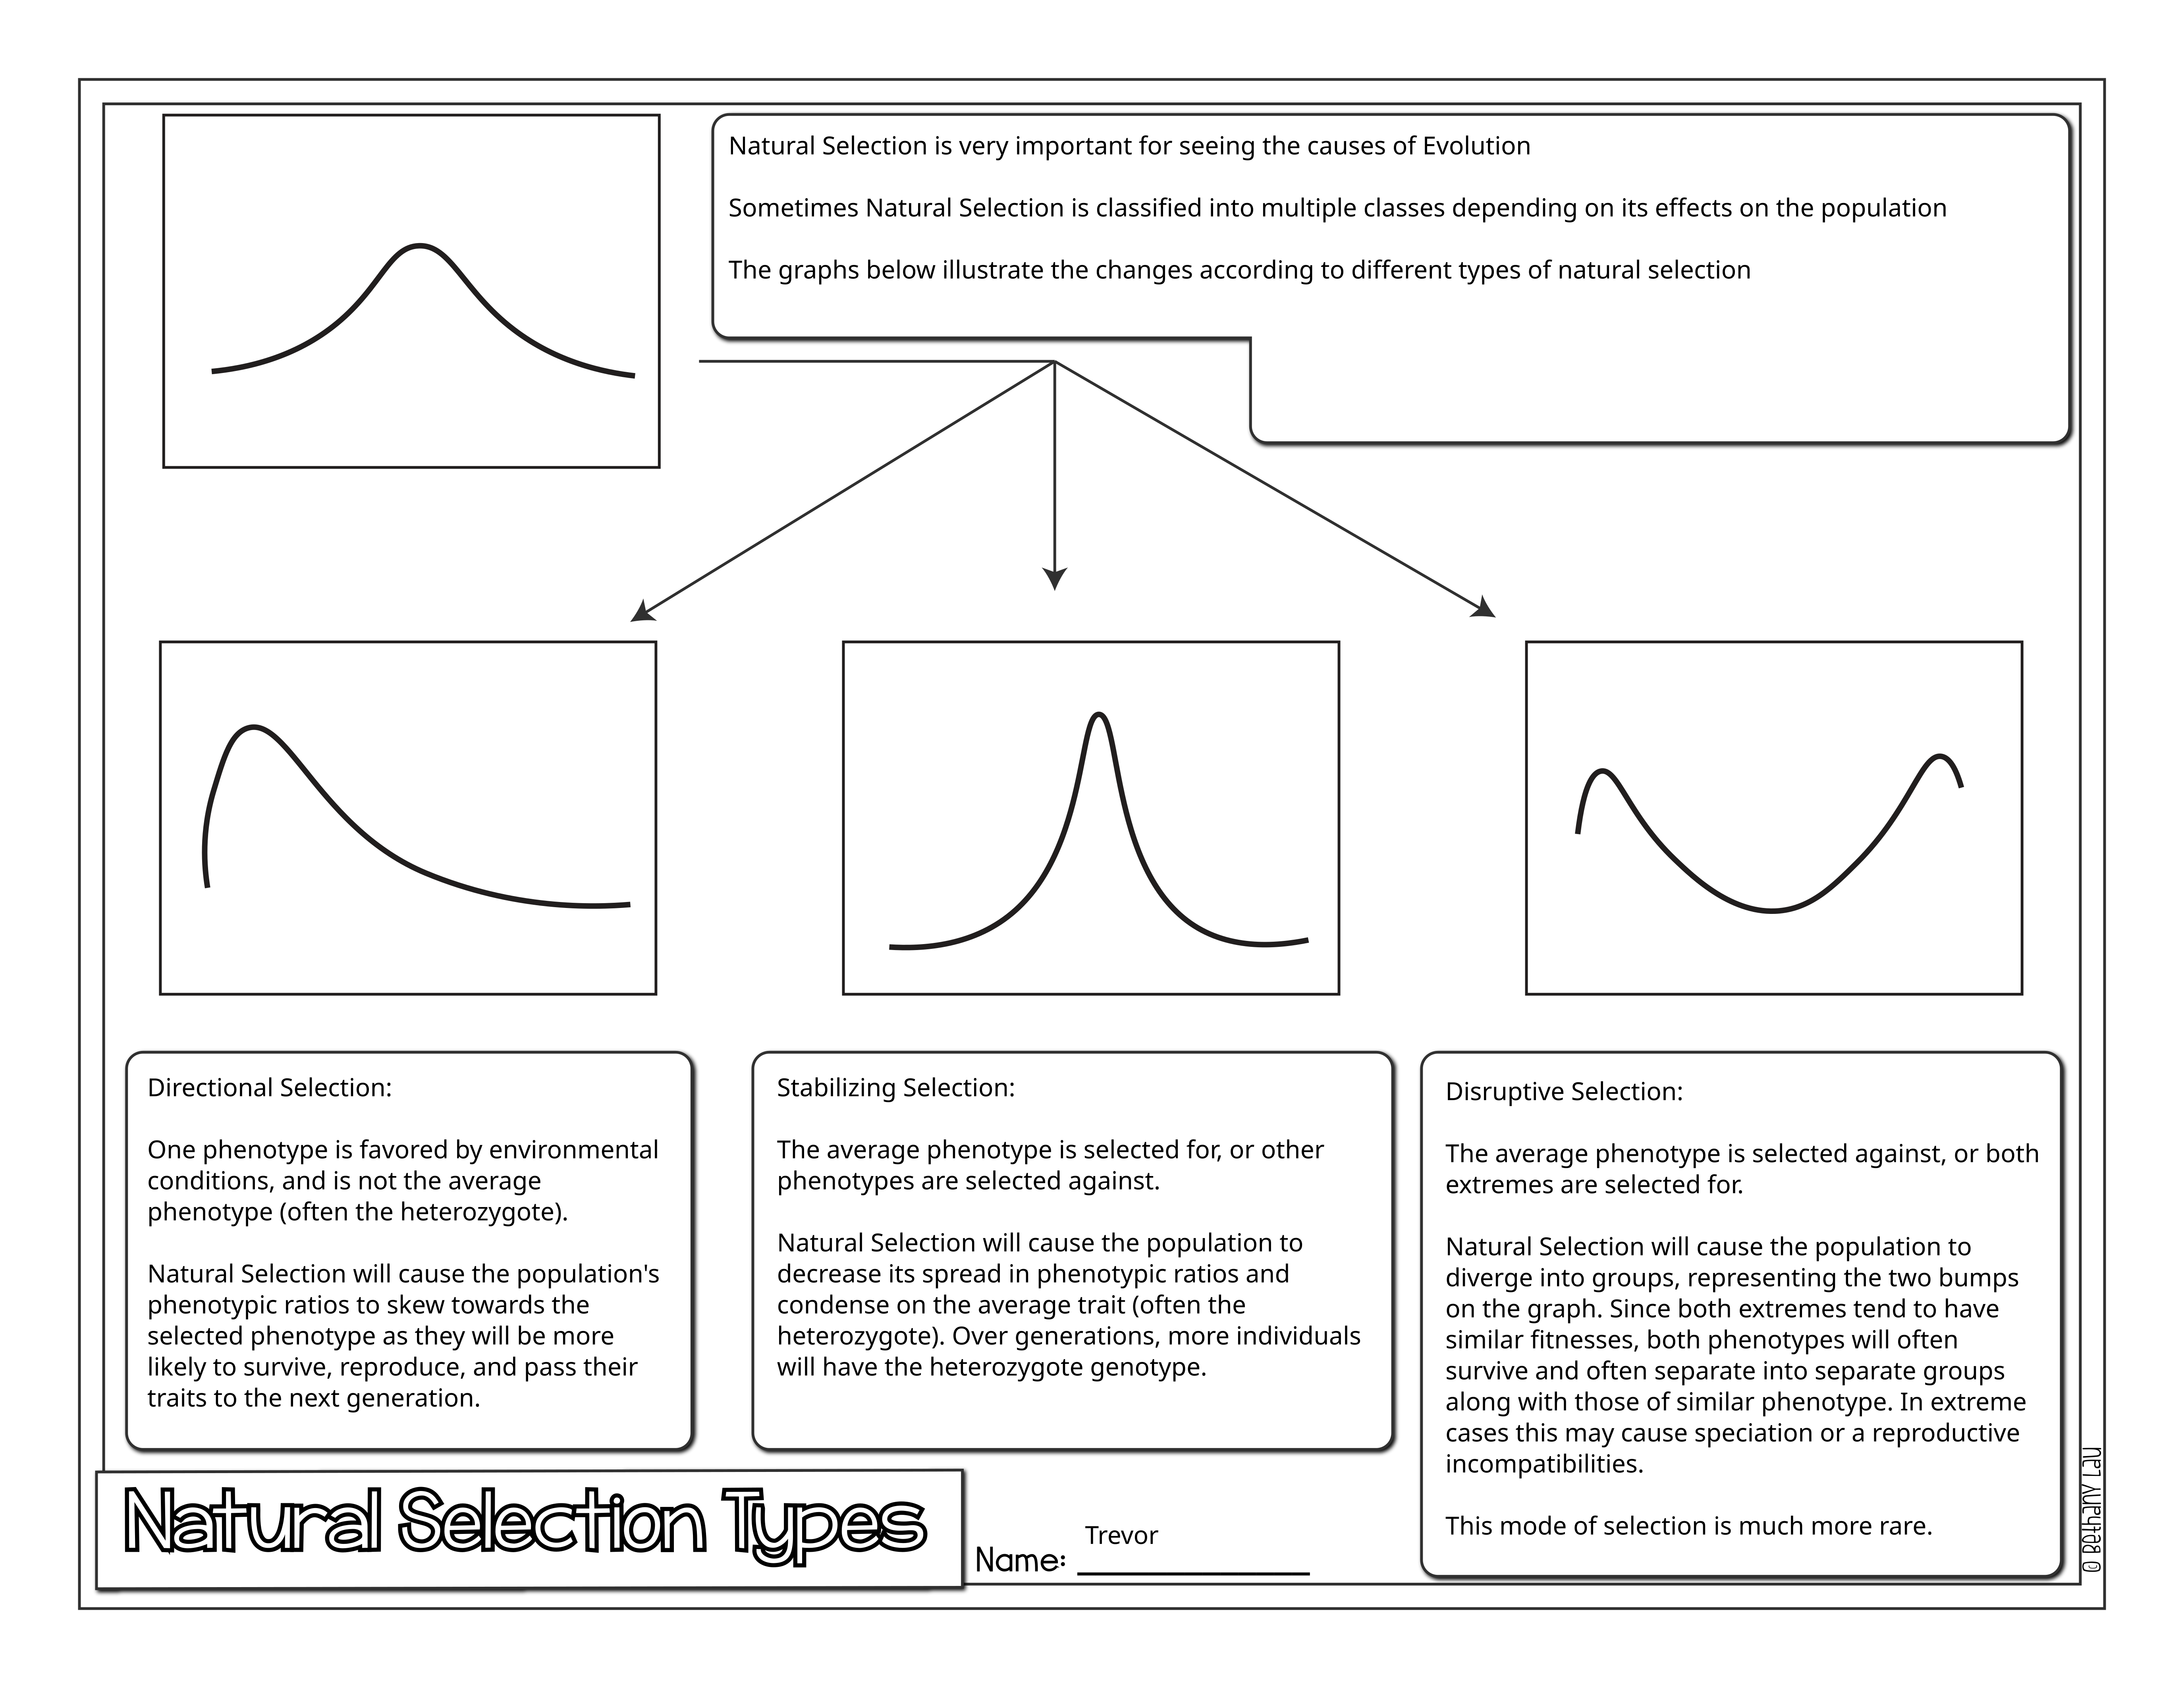 Natural Selection is very important for seeing the causes of Evolution
Sometimes Natural Selection is classified into multiple classes depending on its effects on the population
The graphs below illustrate the changes according to different types of natural selection
Directional Selection:
One phenotype is favored by environmental
conditions, and is not the average
phenotype (often the heterozygote).
Natural Selection will cause the population's
phenotypic ratios to skew towards the
selected phenotype as they will be more
likely to survive, reproduce, and pass their
traits to the next generation.
Stabilizing Selection:
The average phenotype is selected for, or other
phenotypes are selected against.
Natural Selection will cause the population to
decrease its spread in phenotypic ratios and
condense on the average trait (often the
heterozygote). Over generations, more individuals
will have the heterozygote genotype.
Disruptive Selection:
The average phenotype is selected against, or both
extremes are selected for.
Natural Selection will cause the population to
diverge into groups, representing the two bumps
on the graph. Since both extremes tend to have
similar fitnesses, both phenotypes will often
survive and often separate into separate groups
along with those of similar phenotype. In extreme
cases this may cause speciation or a reproductive
incompatibilities.
This mode of selection is much more rare.
Natural Selection Types
Name: Trevor
© Bethany Lau